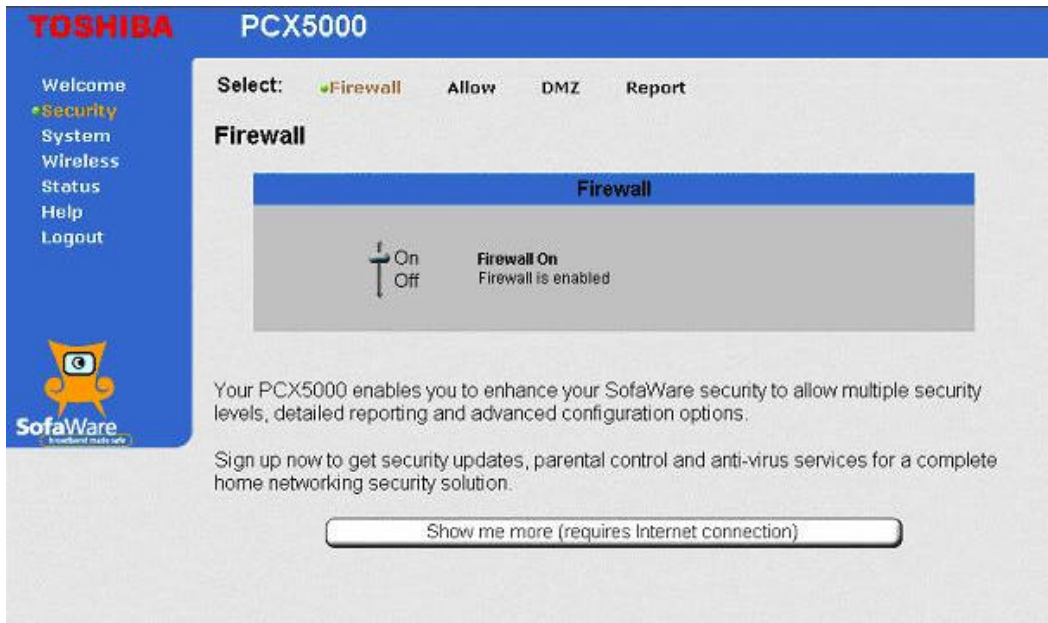 TOSHIBA PCX5000
Welcome
Security
System
Wireless
Status
Help
Logout
SofaWare
broadband made safe
Select: Firewall Allow DMZ Report
Firewall
Firewall
On
Off
Firewall On
Firewall is enabled
Your PCX5000 enables you to enhance your SofaWare security to allow multiple security
levels, detailed reporting and advanced configuration options.
Sign up now to get security updates, parental control and anti-virus services for a complete
home networking security solution.
Show me more (requires Internet connection)